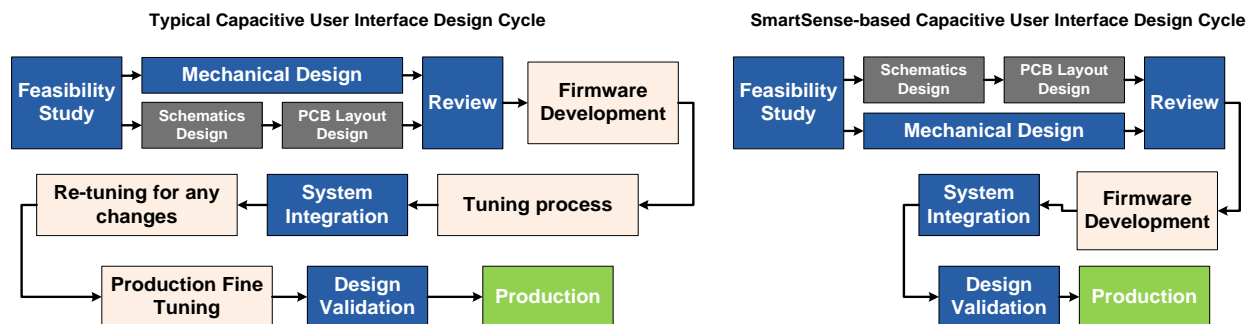 Typical Capacitive User Interface Design Cycle
Feasibility
Study
Mechanical Design
Schematics
Design
PCB Layout
Design
Review
Firmware
Development
Tuning process
System
Integration
Re-tuning for any
changes
Production Fine
Tuning
Design
Validation
Production
SmartSense-based Capacitive User Interface Design Cycle
Feasibility
Study
Schematics
Design
PCB Layout
Design
Mechanical Design
Review
Firmware
Development
System
Integration
Design
Validation
Production